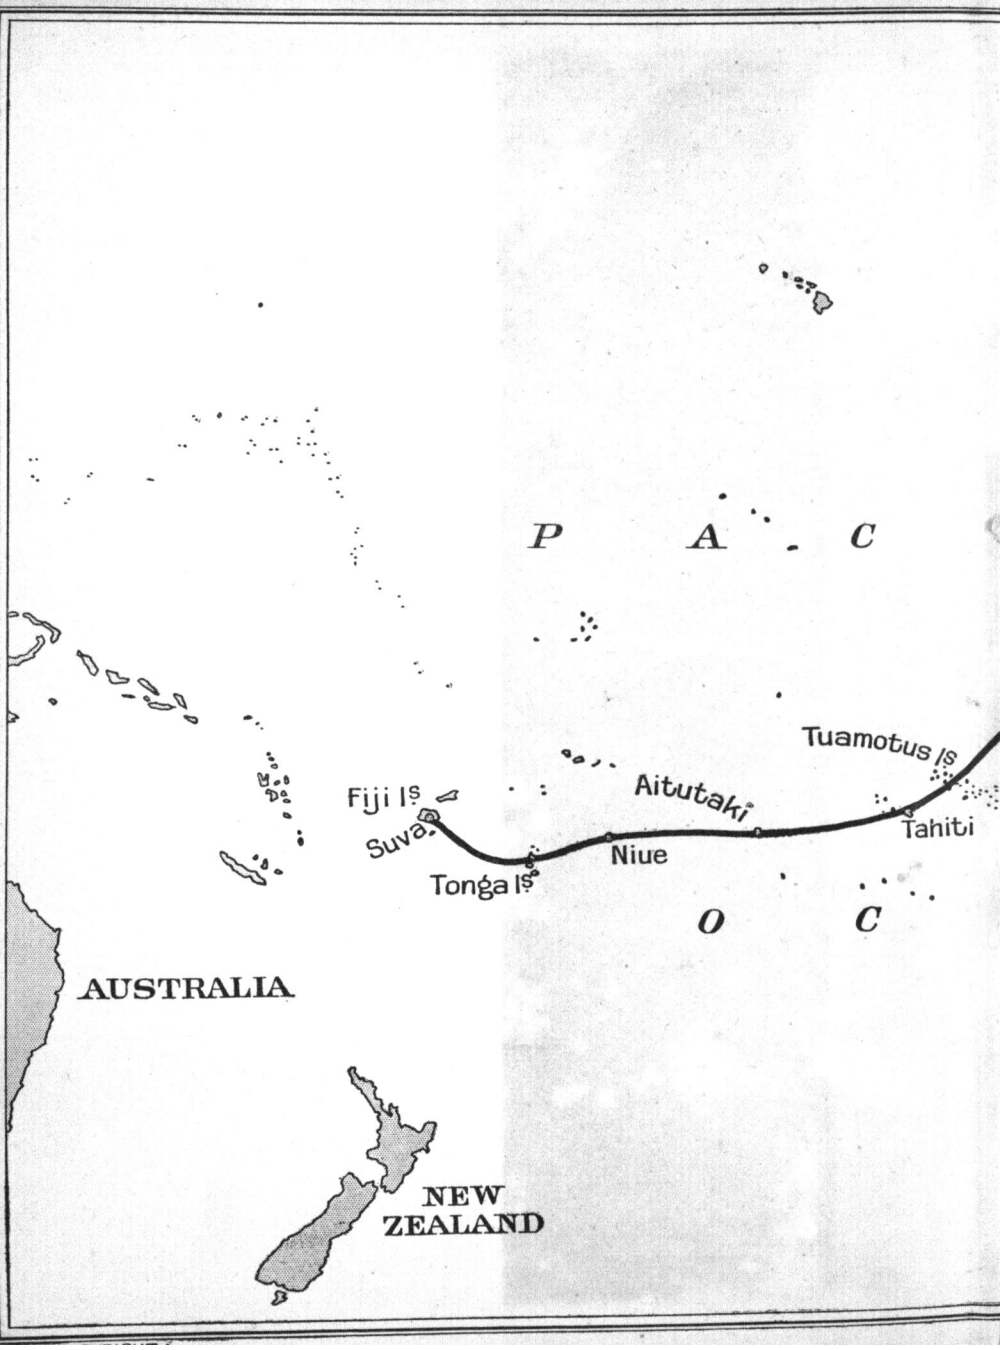 P A C
Tuamotus Is
Aitutaki
Fiji Is
Suva
Tahiti
Niue
Tonga Is
O C
AUSTRALIA
NEW
ZEALAND